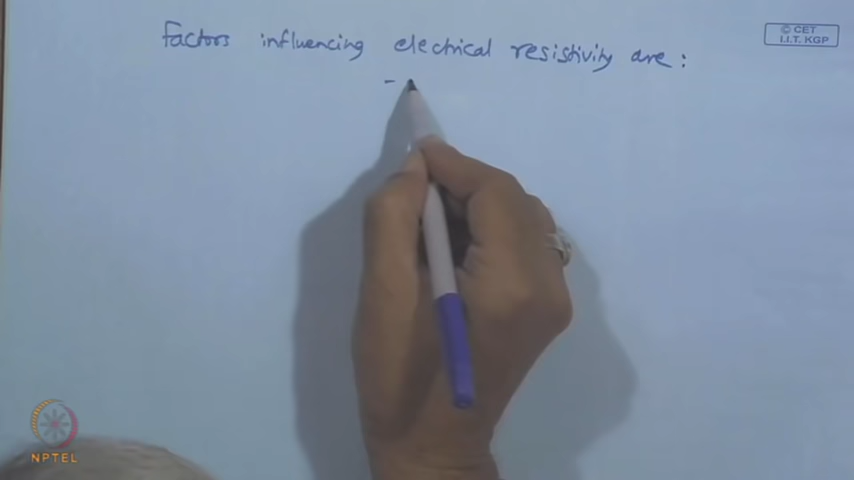 Factors influencing electrical resistivity are:
-
© CET
I.I.T. KGP
NPTEL